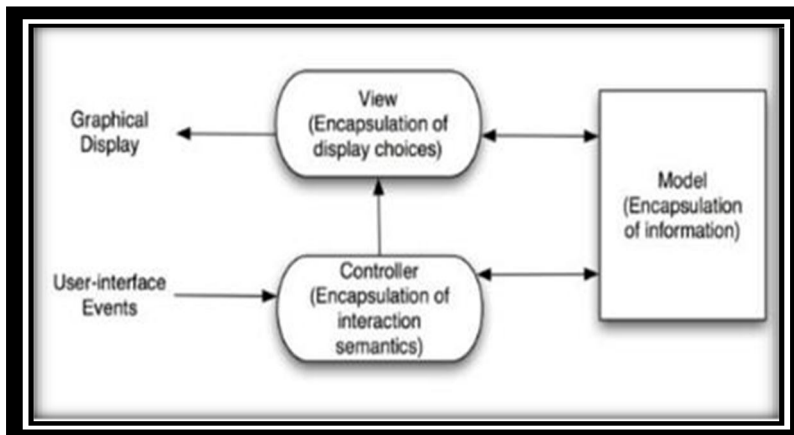 Graphical
Display
View
(Encapsulation of
display choices)
Model
(Encapsulation
of information)
User-interface
Events
Controller
(Encapsulation of
interaction
semantics)